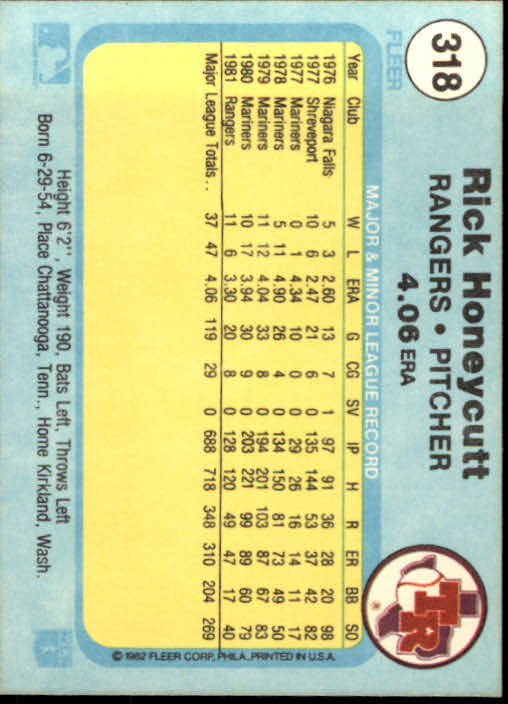 318
FLEER
Rick Honeycutt
RANGERS • PITCHER
4.06 ERA
TR
MAJOR & MINOR LEAGUE RECORD
Year Club W L ERA G CG SV IP H R ER BB SO
1976 Niagara Falls 5 3 2.60 13 7 1 97 91 36 28 20 98
1977 Shreveport 10 6 2.47 21 6 0 135 144 53 37 42 82
1977 Mariners 0 1 4.34 10 0 0 29 26 16 14 11 17
1978 Mariners 5 11 4.90 26 4 0 134 150 81 73 49 50
1979 Mariners 11 12 4.04 33 8 0 194 201 103 87 67 83
1980 Mariners 10 17 3.94 30 9 0 203 221 99 89 60 79
1981 Rangers 11 6 3.30 20 8 0 128 120 49 47 17 40
Major League Totals.. 37 47 4.06 119 29 0 688 718 348 310 204 269
© 1982 FLEER CORP., PHILA., PRINTED IN U.S.A.
Height 6'2", Weight 190, Bats Left, Throws Left
Born 6-29-54, Place Chattanooga, Tenn., Home Kirkland, Wash.